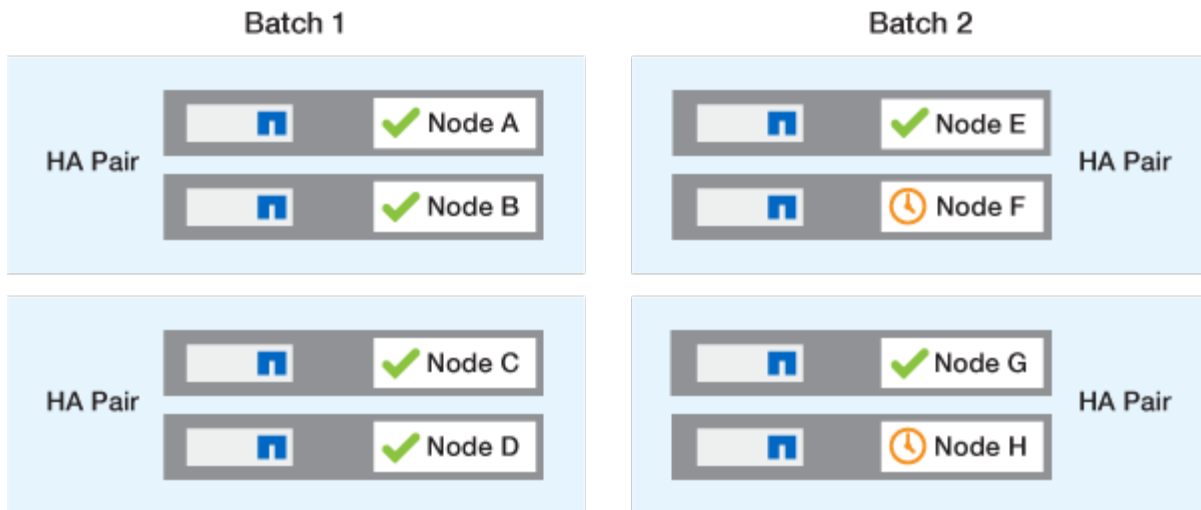 Batch 1
HA Pair
Node A
Node B
HA Pair
Node C
Node D
Batch 2
Node E
Node F
HA Pair
Node G
Node H
HA Pair